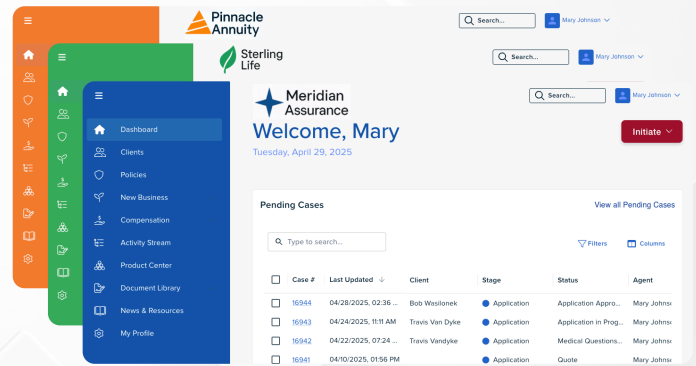 Pinnacle
Annuity
Search...
Mary Johnson
Sterling
Life
Search...
Mary Johnson
Meridian
Assurance
Search...
Mary Johnson
Welcome, Mary
Initiate
Tuesday, April 29, 2025
Dashboard
Clients
Policies
New Business
Compensation
Activity Stream
Product Center
Document Library
News & Resources
My Profile
Pending Cases
View all Pending Cases
Type to search...
Filters
Columns
Case # Last Updated Client Stage Status Agent
16944 04/28/2025, 02:36 ... Bob Wasilonek Application Application Appro... Mary Johnso
16943 04/24/2025, 11:11 AM Travis Van Dyke Application Application in Prog... Mary Johnso
16942 04/22/2025, 07:24 ... Travis Vandyke Application Medical Questions... Mary Johnso
16941 04/10/2025, 01:56 PM Application Quote Mary Johnso